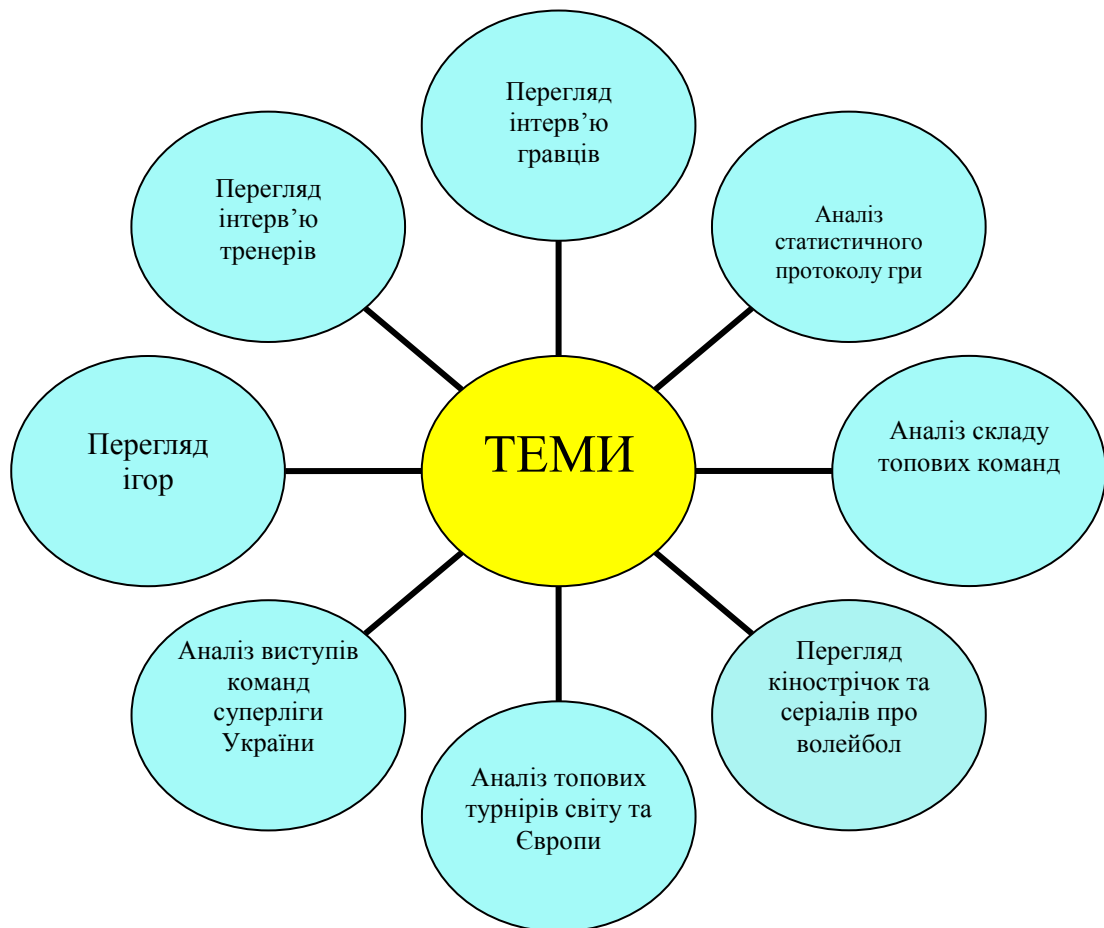 Перегляд
інтерв’ю
гравців
Перегляд
інтерв’ю
тренерів
Аналіз
статистичного
протоколу гри
Перегляд
ігор
ТЕМИ
Аналіз складу
топових команд
Аналіз виступів
команд
суперліги
України
Перегляд
кінострічок та
серіалів про
волейбол
Аналіз топових
турнірів світу та
Європи